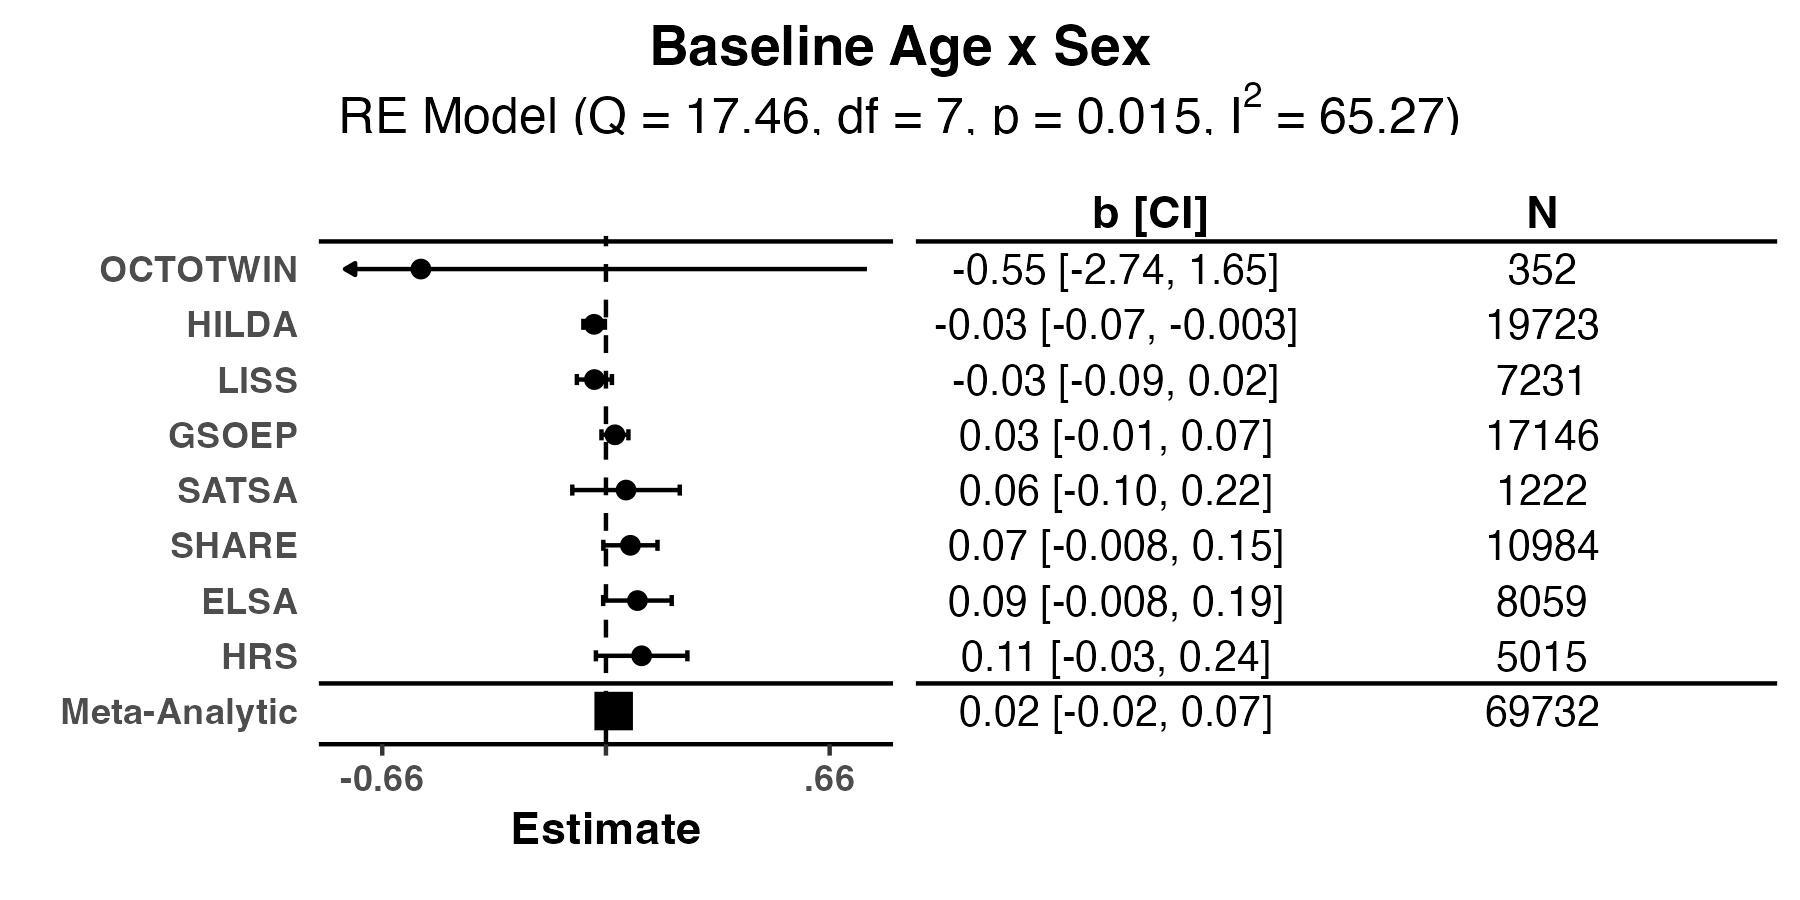 Baseline Age x Sex
RE Model (Q = 17.46, df = 7, p = 0.015, I² = 65.27)
b [CI] N
OCTOTWIN -0.55 [-2.74, 1.65] 352
HILDA -0.03 [-0.07, -0.003] 19723
LISS -0.03 [-0.09, 0.02] 7231
GSOEP 0.03 [-0.01, 0.07] 17146
SATSA 0.06 [-0.10, 0.22] 1222
SHARE 0.07 [-0.008, 0.15] 10984
ELSA 0.09 [-0.008, 0.19] 8059
HRS 0.11 [-0.03, 0.24] 5015
Meta-Analytic 0.02 [-0.02, 0.07] 69732
-0.66 .66
Estimate